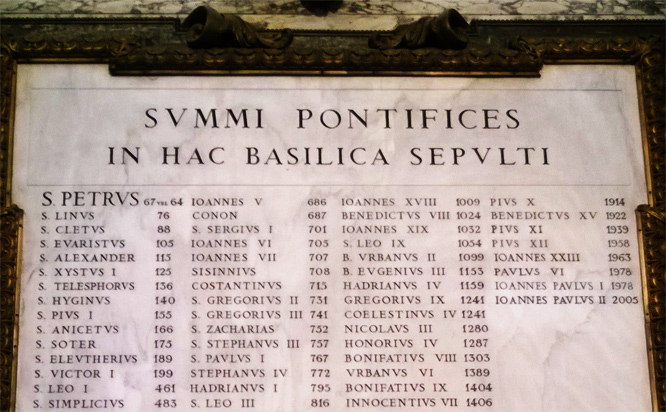 SVMMI PONTIFICES
IN HAC BASILICA SEPVLTI
S. PETRVS 67 VEL 64
S. LINVS 76
S. CLETVS 88
S. EVARISTVS 105
S. ALEXANDER 115
S. XYSTVS I 125
S. TELESPHORVS 136
S. HYGINVS 140
S. PIVS I 155
S. ANICETVS 166
S. SOTER 175
S. ELEVTHERIVS 189
S. VICTOR I 199
S. LEO I 461
S. SIMPLICIVS 483
IOANNES V 686
CONON 687
S. SERGIVS I 701
IOANNES VI 705
IOANNES VII 707
SISINNIVS 708
COSTANTINVS 715
S. GREGORIVS II 731
S. GREGORIVS III 741
S. ZACHARIAS 752
S. STEPHANVS III 757
S. PAVLVS I 767
STEPHANVS IV 772
HADRIANVS I 795
S. LEO III 816
IOANNES XVIII 1009
BENEDICTVS VIII 1024
IOANNES XIX 1032
S. LEO IX 1054
B. VRBANVS II 1099
B. EVGENIVS III 1153
HADRIANVS IV 1159
GREGORIVS IX 1241
COELESTINVS IV 1241
NICOLAVS III 1280
HONORIVS IV 1287
BONIFATIVS VIII 1303
VRBANVS VI 1389
BONIFATIVS IX 1404
INNOCENTIVS VII 1406
PIVS X 1914
BENEDICTVS XV 1922
PIVS XI 1939
PIVS XII 1958
IOANNES XXIII 1963
PAVLVS VI 1978
IOANNES PAVLVS I 1978
IOANNES PAVLVS II 2005